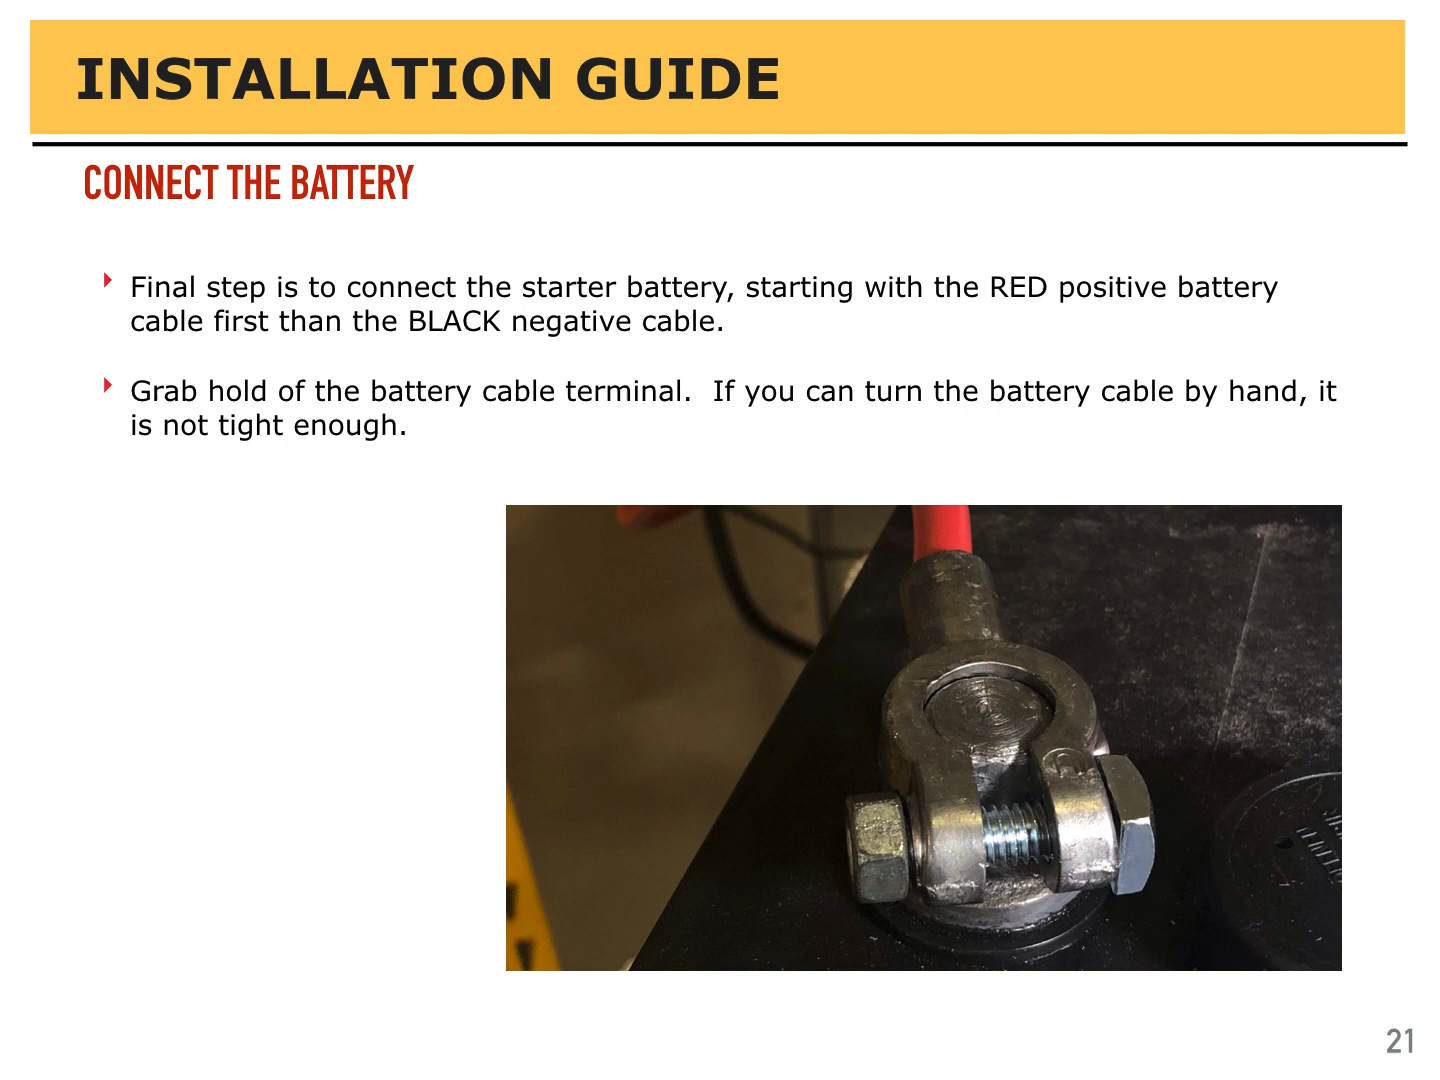 INSTALLATION GUIDE
CONNECT THE BATTERY
Final step is to connect the starter battery, starting with the RED positive battery
cable first than the BLACK negative cable.
Grab hold of the battery cable terminal.  If you can turn the battery cable by hand, it
is not tight enough.
21